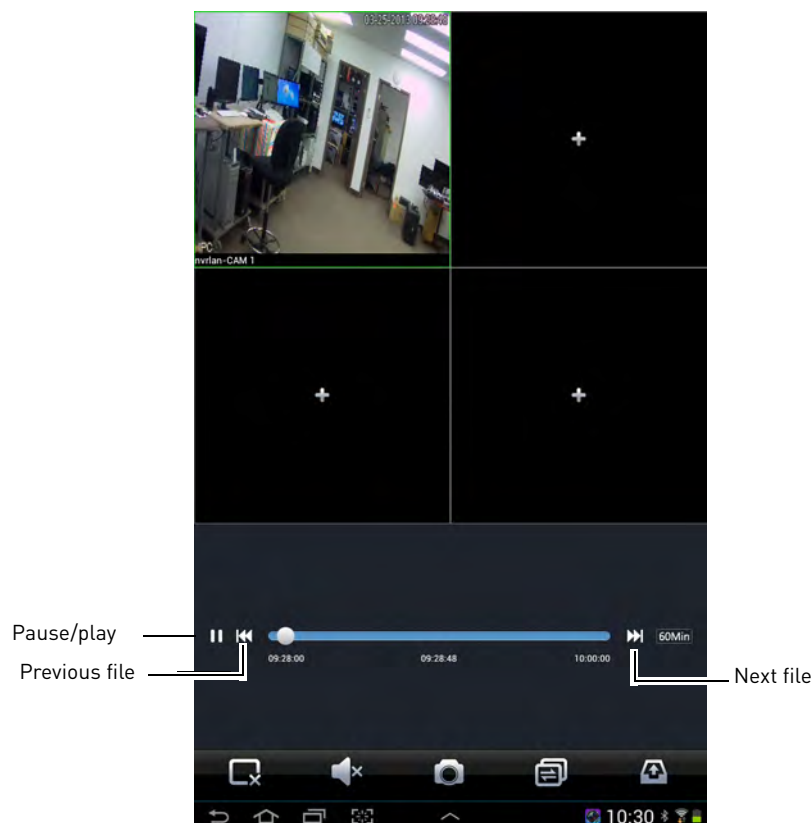 03-25-2013 09:28:48
IPC
nvrlan-CAM 1
Pause/play
60Min
09:28:00
09:28:48
10:00:00
Previous file
Next file
10:30